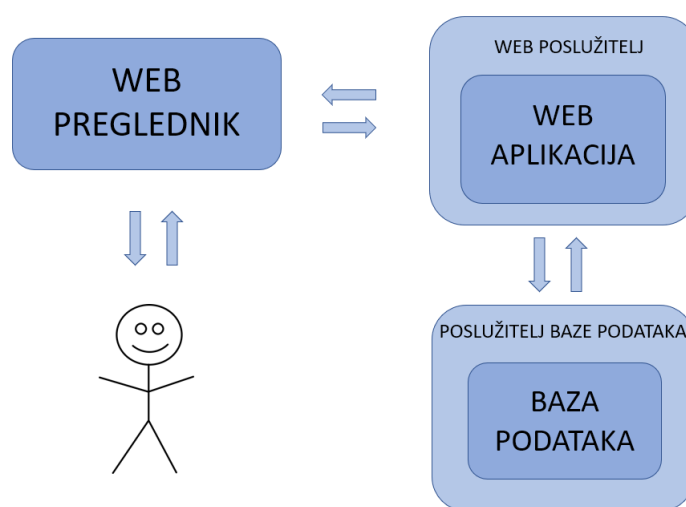 WEB
PREGLEDNIK
WEB POSLUŽITELJ
WEB
APLIKACIJA
POSLUŽITELJ BAZE PODATAKA
BAZA
PODATAKA